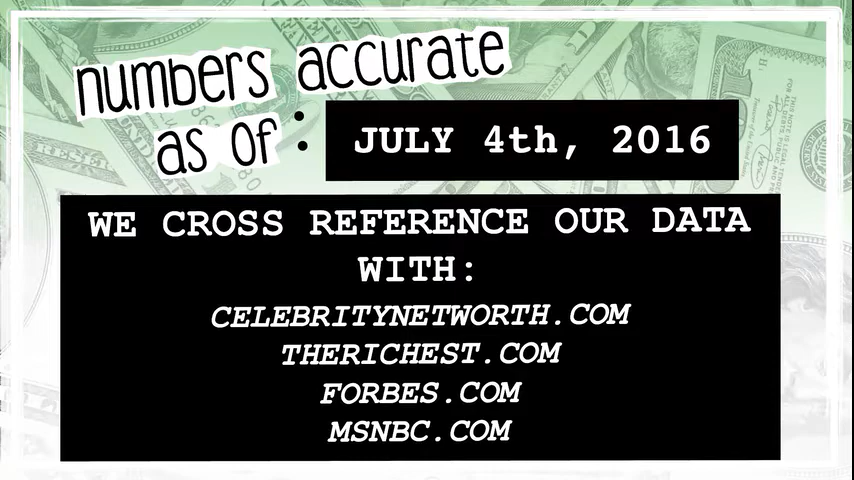 numbers accurate
as of: JULY 4th, 2016
WE CROSS REFERENCE OUR DATA
WITH:
CELEBRITYNETWORTH.COM
THERICHEST.COM
FORBES.COM
MSNBC.COM